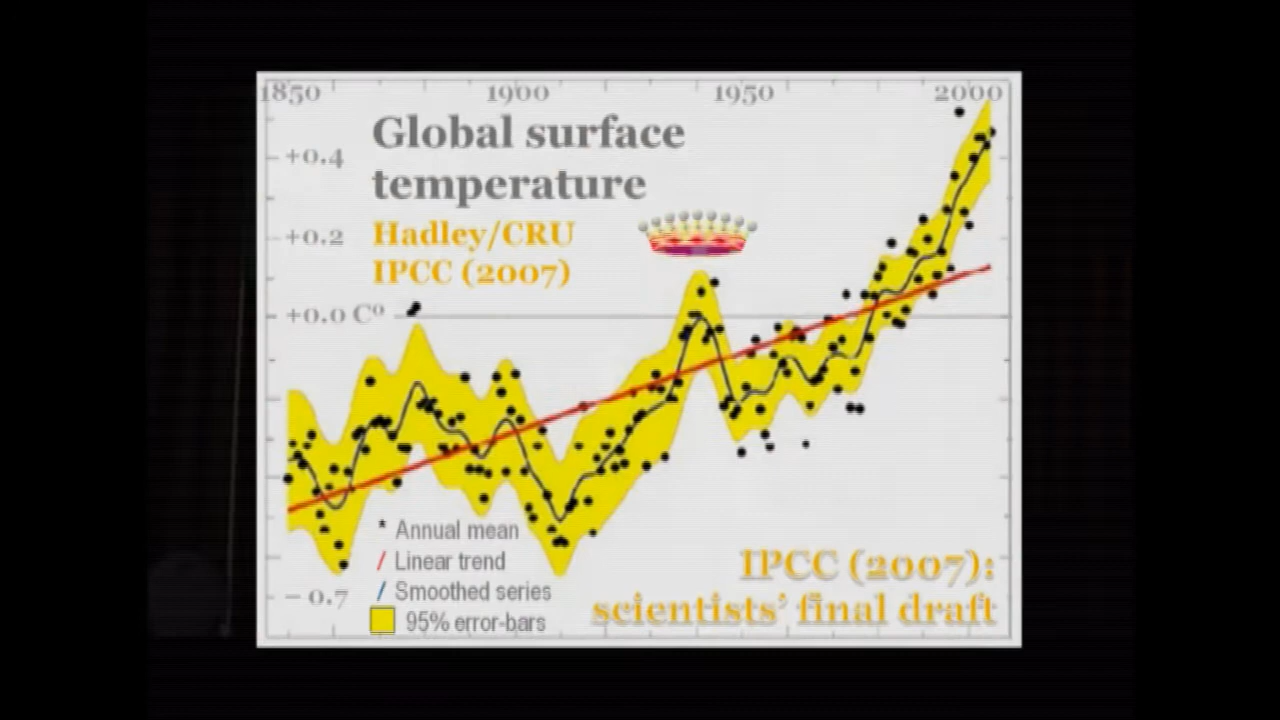 1850 1900 1950 2000
Global surface
temperature
+0.4
+0.2
Hadley/CRU
IPCC (2007)
+0.0 Cº
* Annual mean
/ Linear trend
/ Smoothed series
95% error-bars
− 0.7
IPCC (2007):
scientists’ final draft